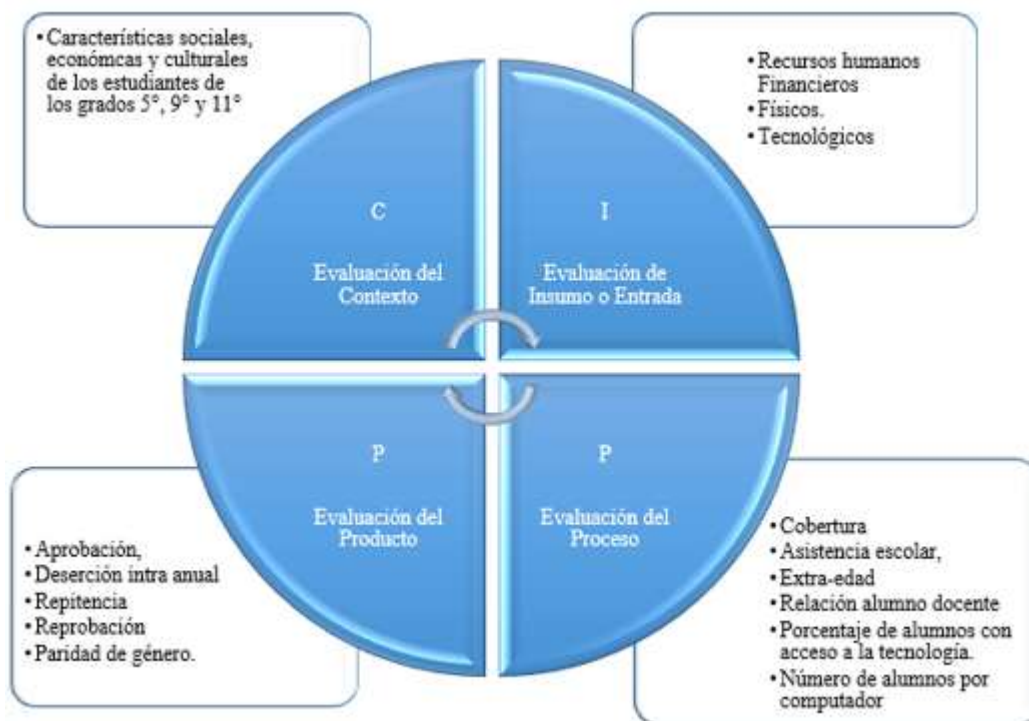 • Características sociales,
económcas y culturales
de los estudiantes de
los grados 5°, 9° y 11°
• Recursos humanos
Financieros
• Físicos.
• Tecnológicos
C
Evaluación del
Contexto
I
Evaluación de
Insumo o Entrada
P
Evaluación del
Producto
P
Evaluación del
Proceso
• Aprobación,
• Deserción intra anual
• Repitencia
• Reprobación
• Paridad de género.
• Cobertura
• Asistencia escolar,
• Extra-edad
• Relación alumno docente
• Porcentaje de alumnos con
acceso a la tecnología.
• Número de alumnos por
computador